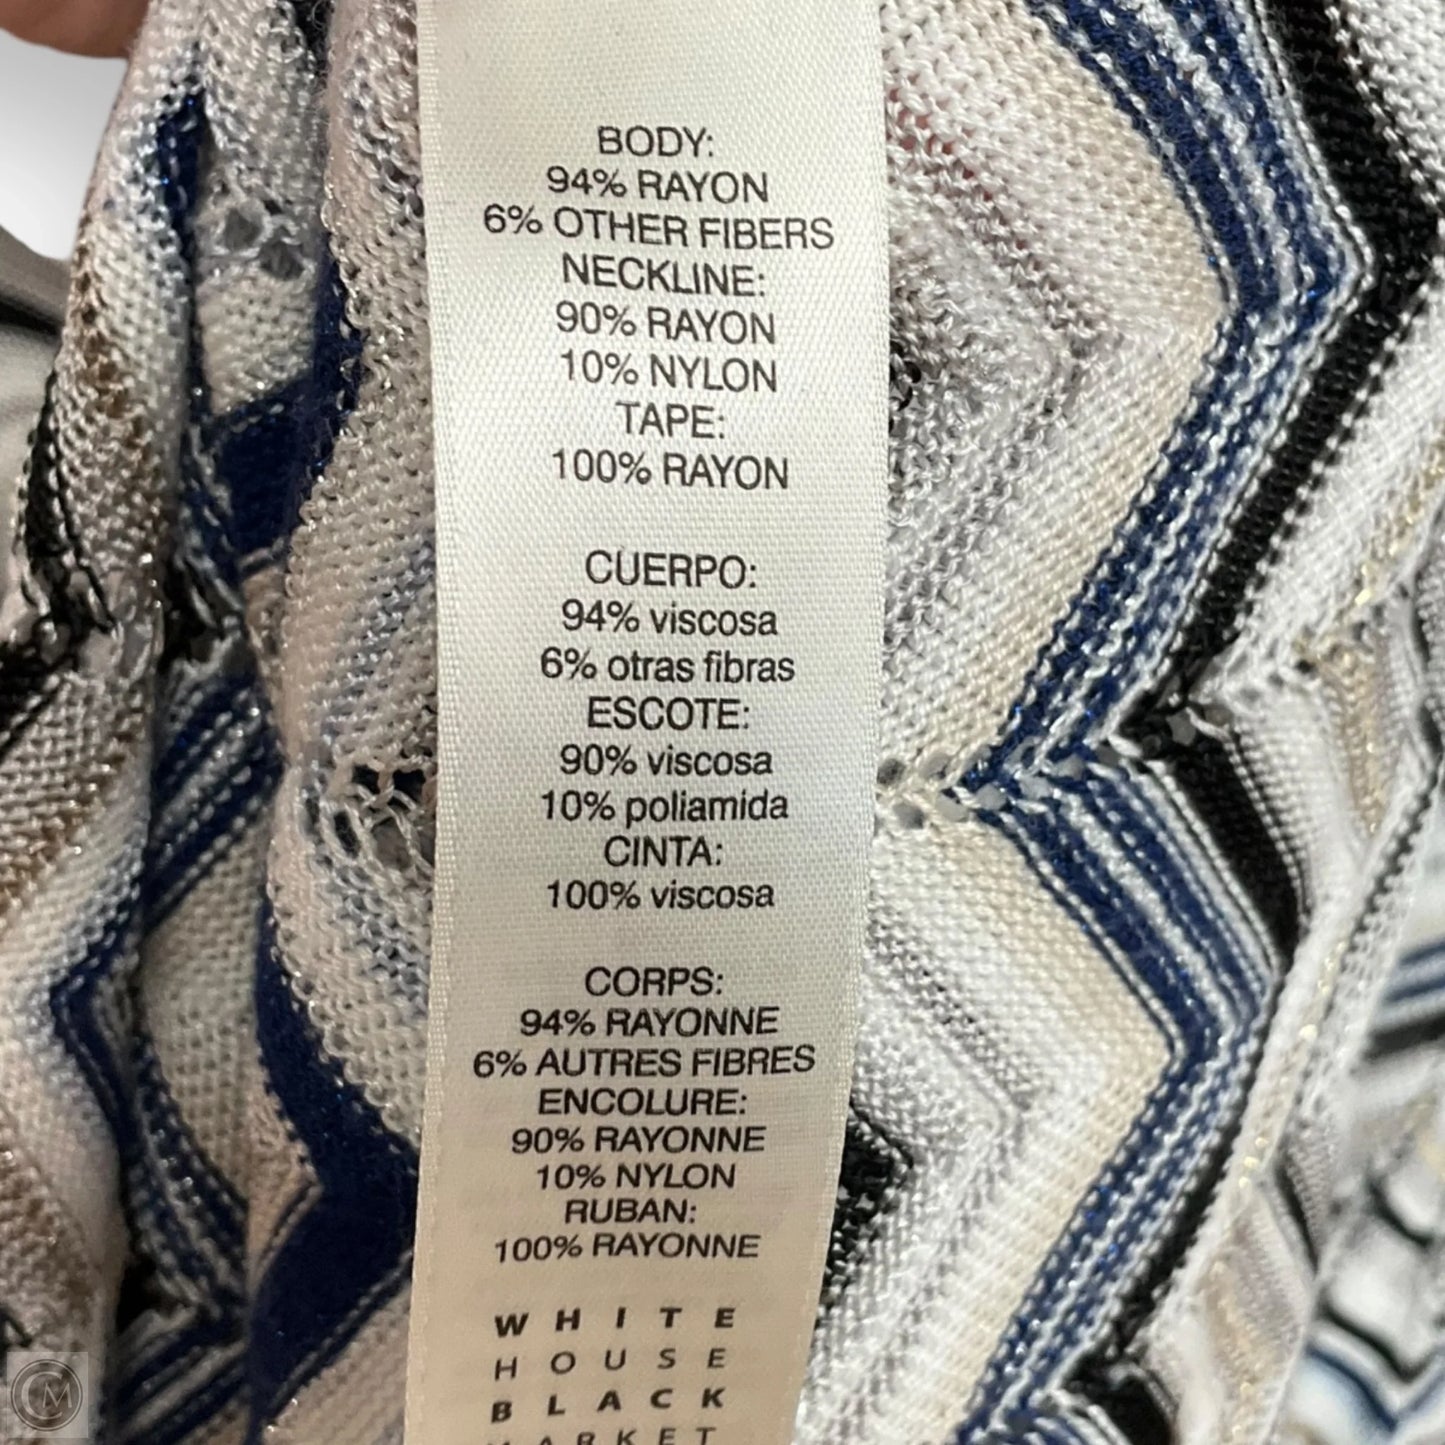 BODY:
94% RAYON
6% OTHER FIBERS
NECKLINE:
90% RAYON
10% NYLON
TAPE:
100% RAYON
CUERPO:
94% viscosa
6% otras fibras
ESCOTE:
90% viscosa
10% poliamida
CINTA:
100% viscosa
CORPS:
94% RAYONNE
6% AUTRES FIBRES
ENCOLURE:
90% RAYONNE
10% NYLON
RUBAN:
100% RAYONNE
WHITE
HOUSE
BLACK
MARKET
CM